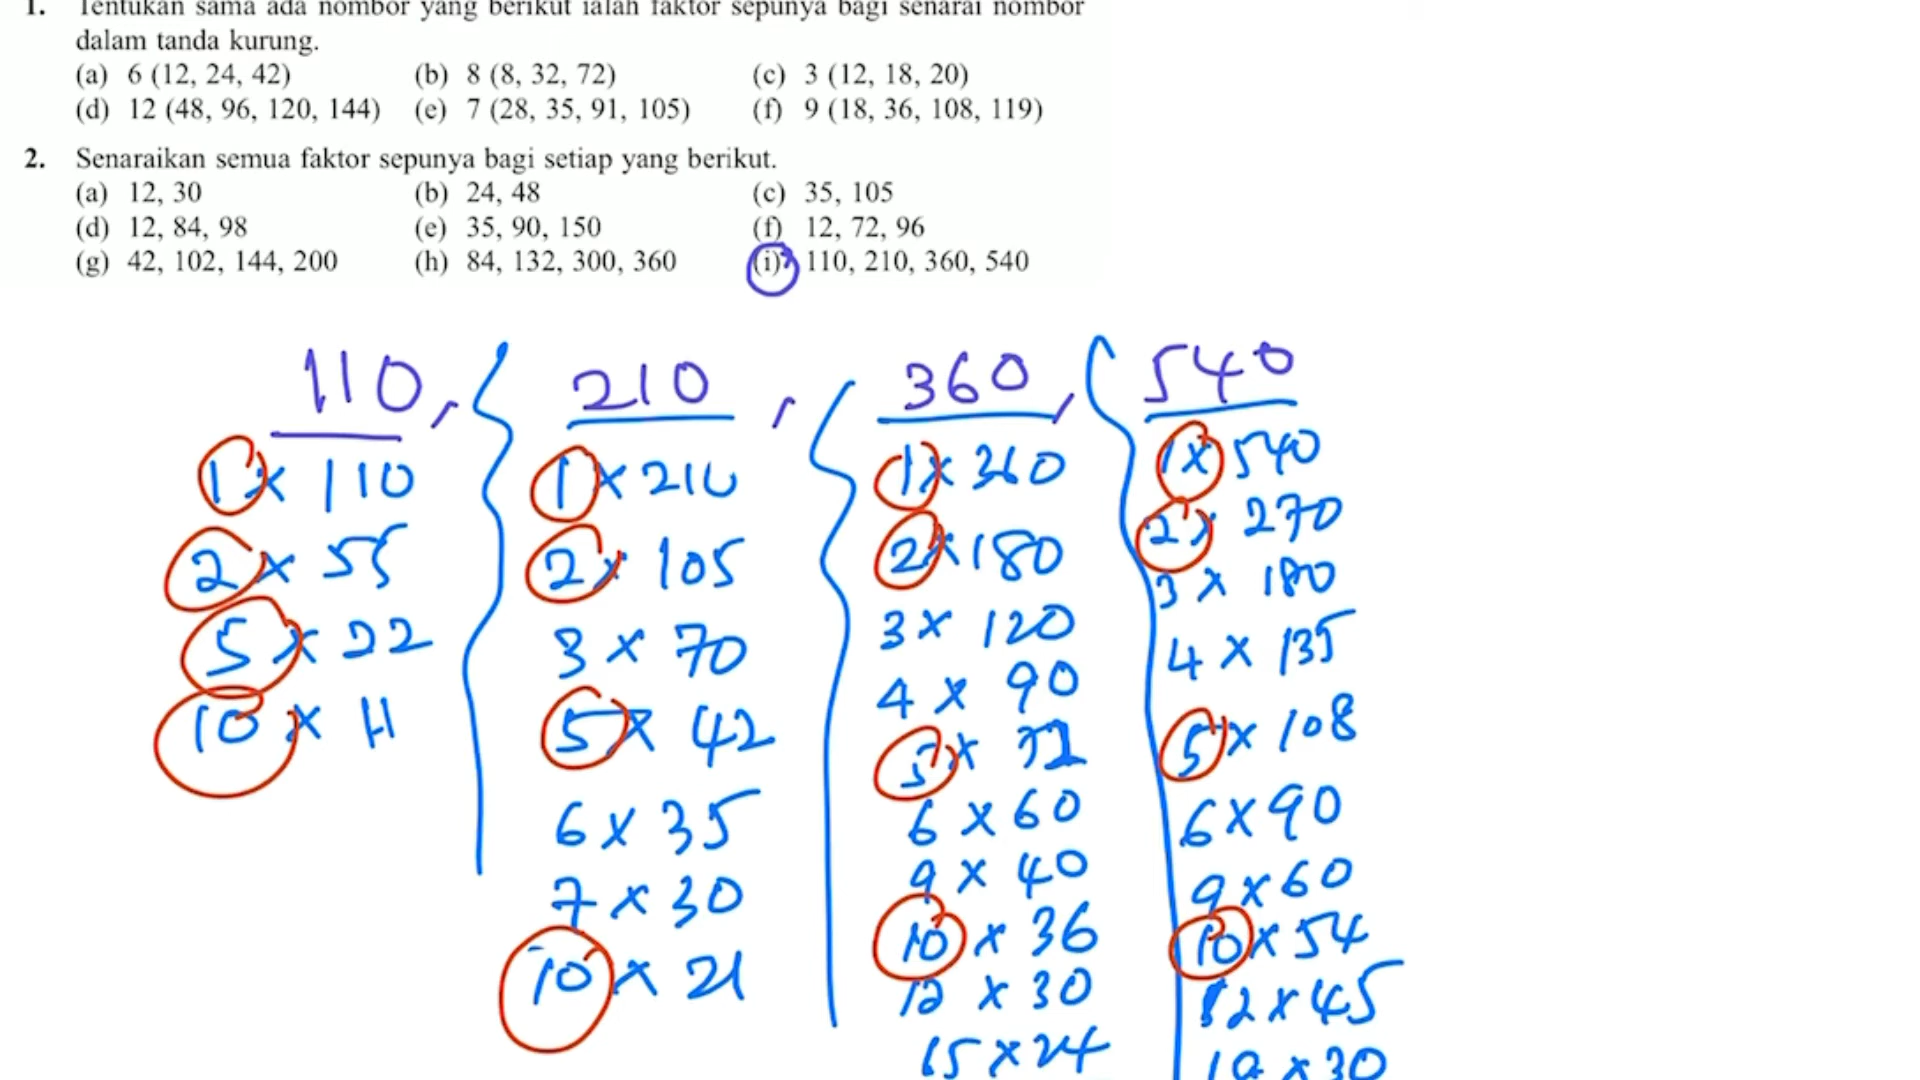 1. Tentukan sama ada nombor yang berikut ialah faktor sepunya bagi senarai nombor
dalam tanda kurung.
(a) 6 (12, 24, 42) (b) 8 (8, 32, 72) (c) 3 (12, 18, 20)
(d) 12 (48, 96, 120, 144) (e) 7 (28, 35, 91, 105) (f) 9 (18, 36, 108, 119)
2. Senaraikan semua faktor sepunya bagi setiap yang berikut.
(a) 12, 30 (b) 24, 48 (c) 35, 105
(d) 12, 84, 98 (e) 35, 90, 150 (f) 12, 72, 96
(g) 42, 102, 144, 200 (h) 84, 132, 300, 360 (i) 110, 210, 360, 540
110, 210, 360, 540
1 x 110
2 x 55
5 x 22
10 x 11
1 x 210
2 x 105
3 x 70
5 x 42
6 x 35
7 x 30
10 x 21
1 x 360
2 x 180
3 x 120
4 x 90
5 x 72
6 x 60
9 x 40
10 x 36
12 x 30
15 x 24
1 x 540
2 x 270
3 x 180
4 x 135
5 x 108
6 x 90
9 x 60
10 x 54
12 x 45
x 30